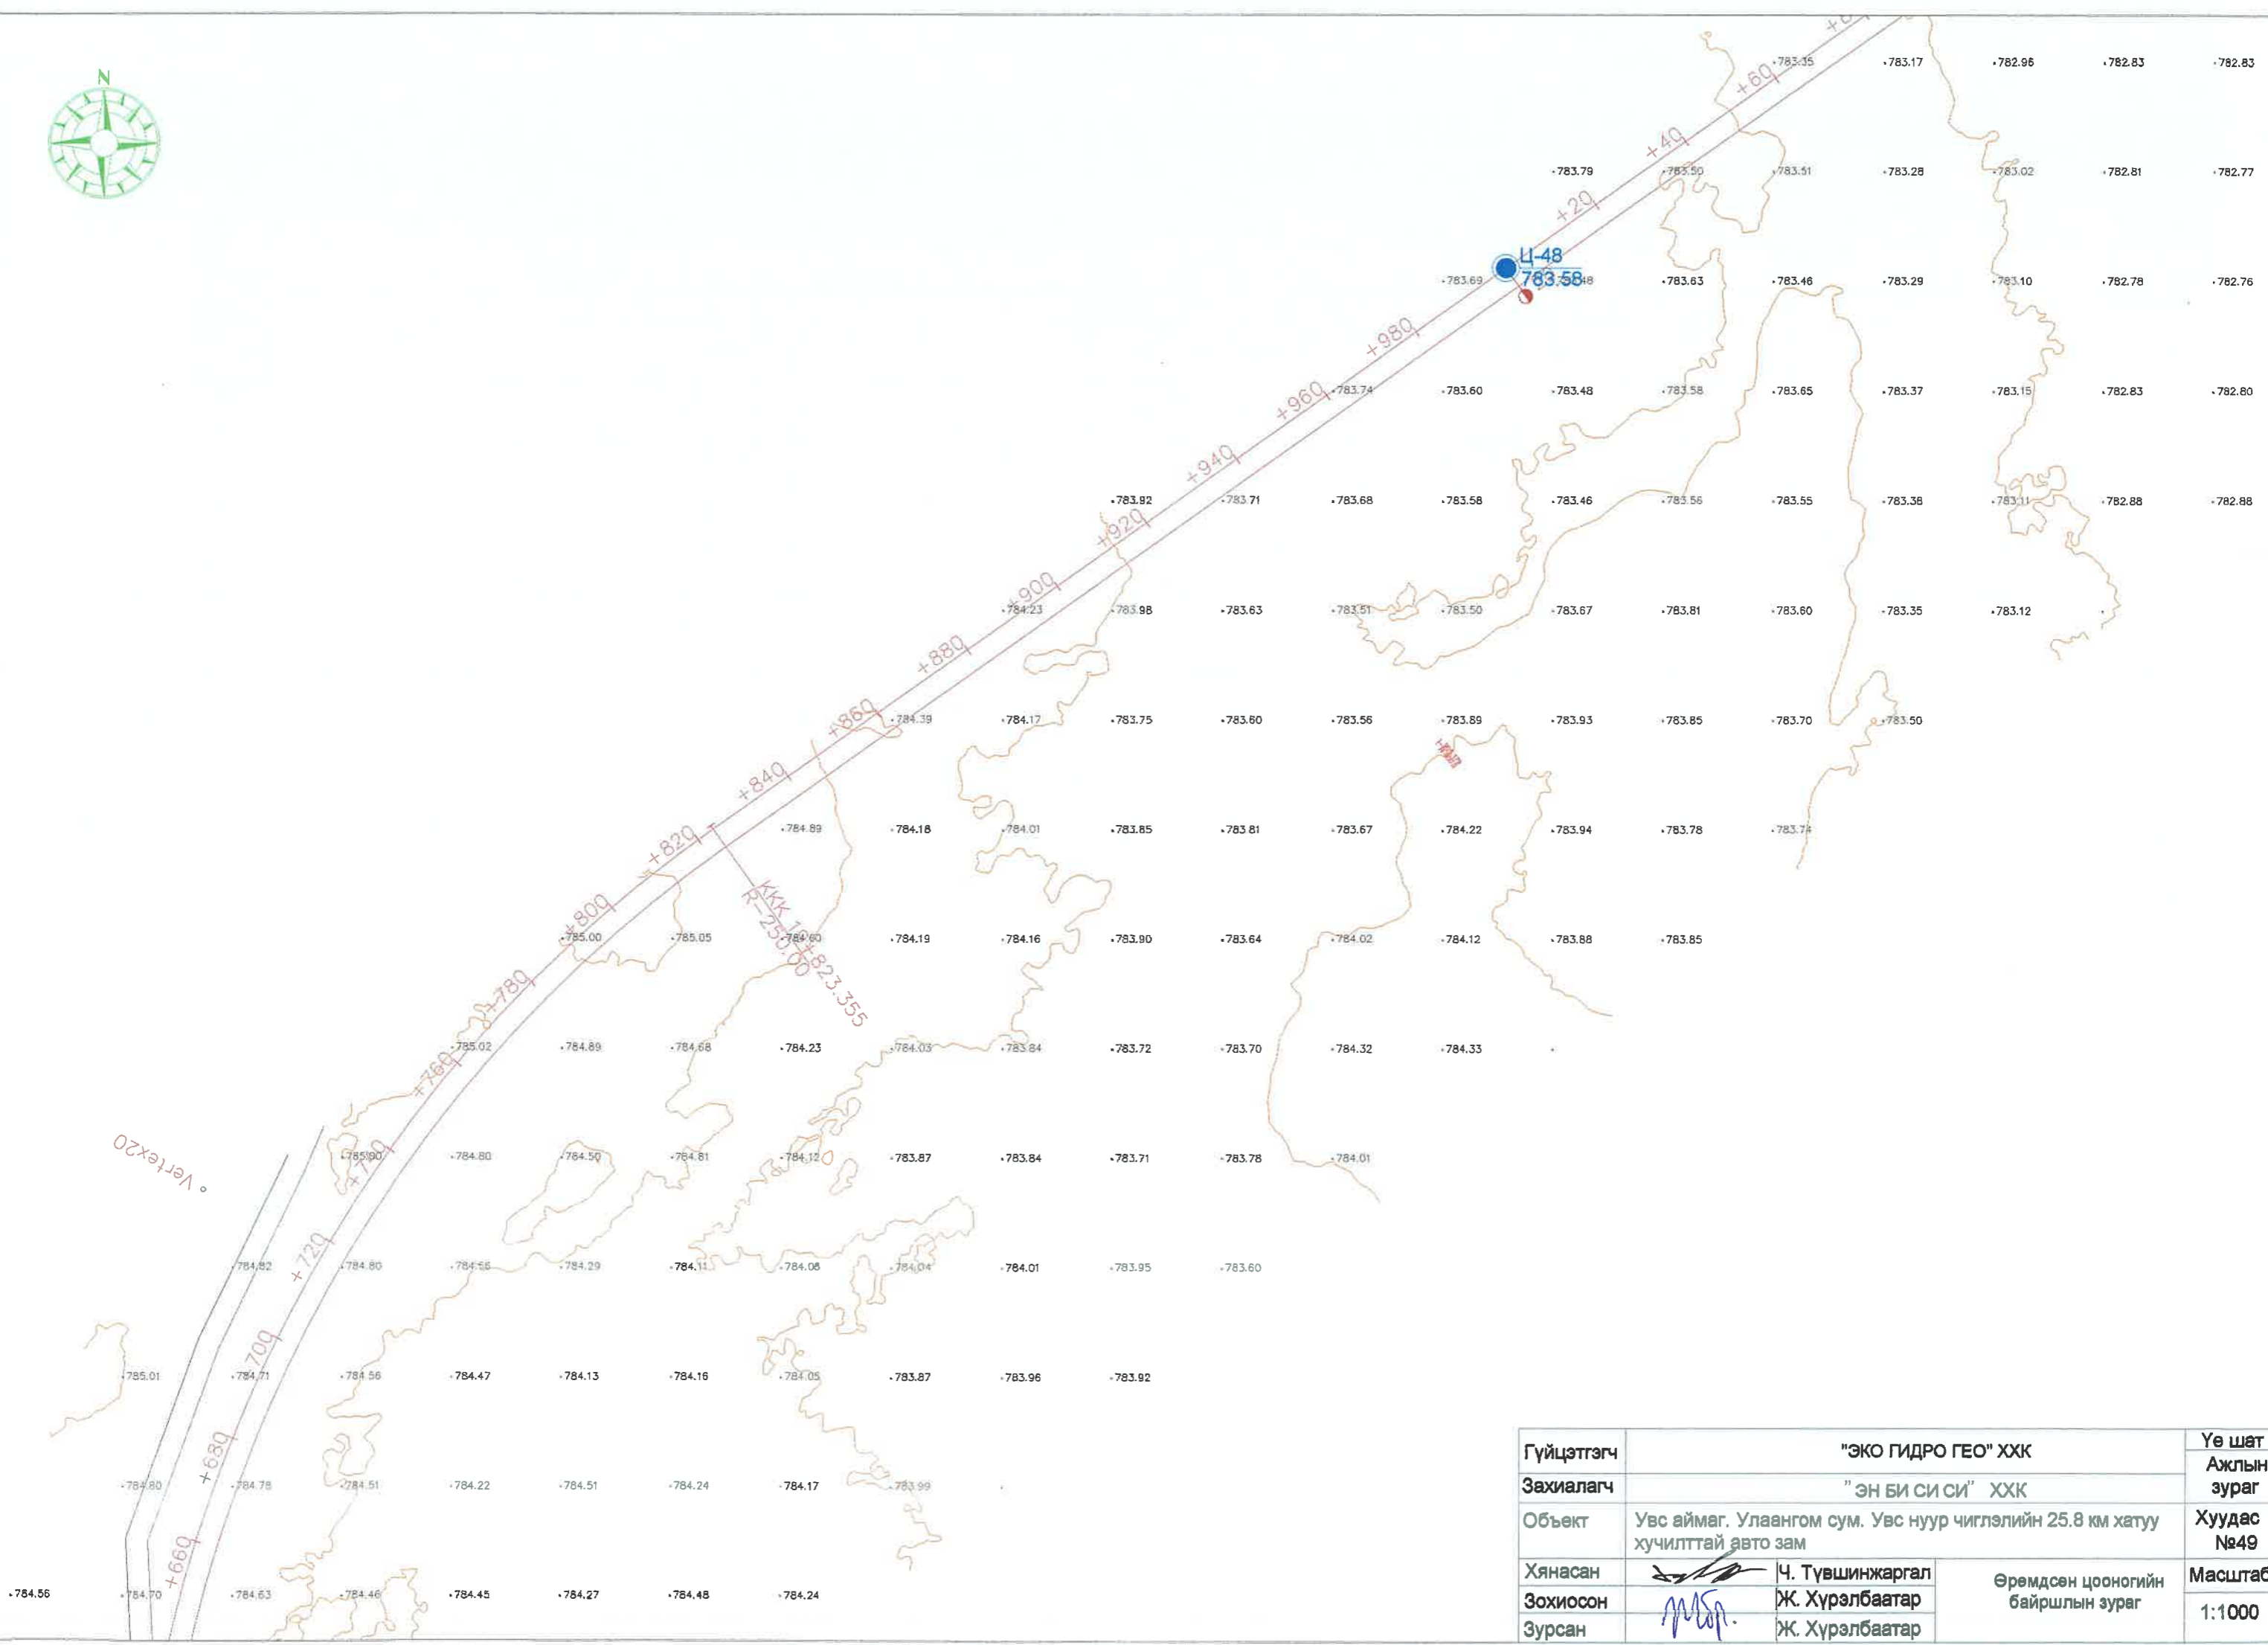 N
+60
·783.35 ·783.17 ·782.96 ·782.83 ·782.83
+40
·783.79 ·783.50 ·783.51 ·783.28 ·783.02 ·782.81 ·782.77
+20
Ц-48
783.58
·783.69 ·783.63 ·783.46 ·783.29 ·783.10 ·782.78 ·782.76
+980
+960 ·783.74 ·783.60 ·783.48 ·783.58 ·783.65 ·783.37 ·783.15 ·782.83 ·782.80
+940
·783.92 ·783.71 ·783.68 ·783.58 ·783.46 ·783.56 ·783.55 ·783.38 ·783.11 ·782.88 ·782.88
+920
+900
·784.23 ·783.98 ·783.63 ·783.51 ·783.50 ·783.67 ·783.81 ·783.60 ·783.35 ·783.12
+880
+860 ·784.39 ·784.17 ·783.75 ·783.60 ·783.56 ·783.89 ·783.93 ·783.85 ·783.70 ·783.50
+840
+820 ·784.89 ·784.18 ·784.01 ·783.85 ·783.81 ·783.67 ·784.22 ·783.94 ·783.78 ·783.74
R-250.00
+800
·785.00 ·785.05 ·784.60 ·784.19 ·784.16 ·783.90 ·783.64 ·784.02 ·784.12 ·783.88 ·783.85
+780
·785.02 ·784.89 ·784.68 ·784.23 ·784.03 ·783.84 ·783.72 ·783.70 ·784.32 ·784.33
+760
Vertex20
·784.80 ·784.50 ·784.81 ·784.12 ·783.87 ·783.84 ·783.71 ·783.78 ·784.01
+720
·784.82 ·784.80 ·784.56 ·784.29 ·784.11 ·784.06 ·784.04 ·784.01 ·783.95 ·783.60
+700
·785.01 ·784.71 ·784.56 ·784.47 ·784.13 ·784.16 ·784.05 ·783.87 ·783.96 ·783.92
+680
·784.80 ·784.78 ·784.51 ·784.22 ·784.51 ·784.24 ·784.17 ·783.99
+660
·784.56 ·784.70 ·784.63 ·784.46 ·784.45 ·784.27 ·784.48 ·784.24
Гүйцэтгэгч "ЭКО ГИДРО ГЕО" ХХК
Захиалагч "ЭН БИ СИ СИ" ХХК
Объект Увс аймаг. Улаангом сум. Увс нуур чиглэлийн 25.8 км хатуу
хучилттай авто зам
Хянасан Ч. Түвшинжаргал
Зохиосон Ж. Хүрэлбаатар
Зурсан Ж. Хүрэлбаатар
Өрөмдсөн цооногийн
байршлын зураг
Үе шат
Ажлын
зураг
Хуудас
№49
Масштаб
1:1000